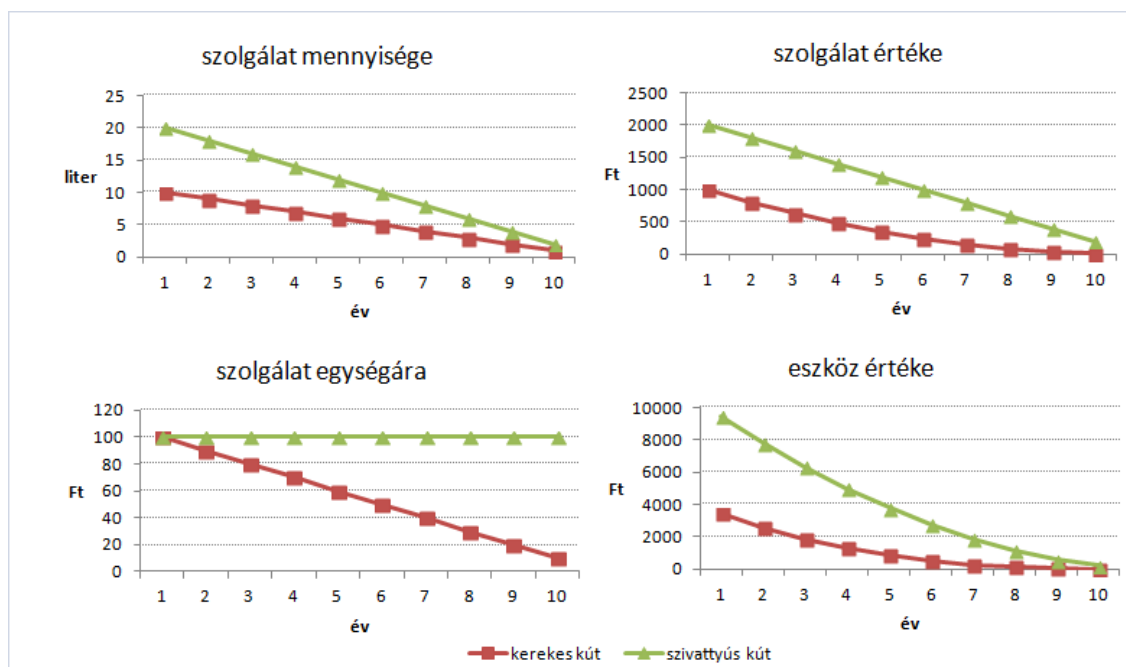 szolgálat mennyisége
25
20
15
10
5
0
liter
1 2 3 4 5 6 7 8 9 10
év
szolgálat értéke
2500
2000
1500
1000
500
0
Ft
1 2 3 4 5 6 7 8 9 10
év
szolgálat egységára
120
100
80
60
40
20
0
Ft
1 2 3 4 5 6 7 8 9 10
év
eszköz értéke
10000
8000
6000
4000
2000
0
Ft
1 2 3 4 5 6 7 8 9 10
év
kerekes kút szivattyús kút